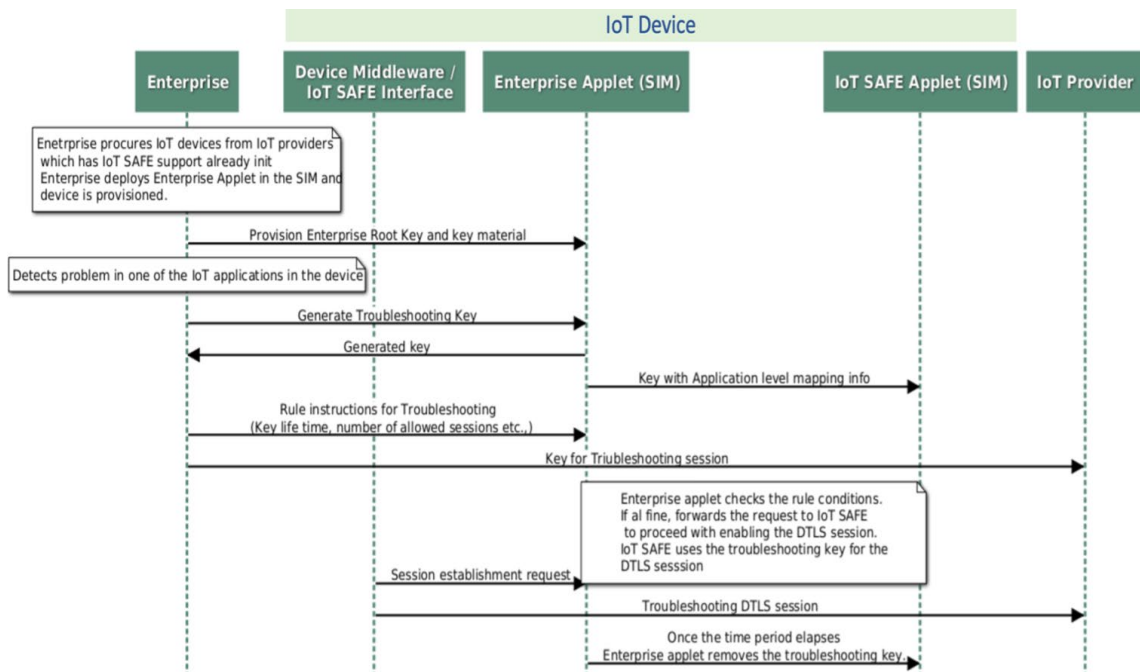 IoT Device
Enterprise
Device Middleware /
IoT SAFE Interface
Enterprise Applet (SIM)
IoT SAFE Applet (SIM)
IoT Provider
Enetrprise procures IoT devices from IoT providers
which has IoT SAFE support already init
Enterprise deploys Enterprise Applet in the SIM and
device is provisioned.
Provision Enterprise Root Key and key material
Detects problem in one of the IoT applications in the device
Generate Troubleshooting Key
Generated key
Key with Application level mapping info
Rule instructions for Troubleshooting
(Key life time, number of allowed sessions etc.,)
Key for Triubleshooting session
Enterprise applet checks the rule conditions.
If al fine, forwards the request to IoT SAFE
to proceed with enabling the DTLS session.
IoT SAFE uses the troubleshooting key for the
DTLS sesssion
Session establishment request
Troubleshooting DTLS session
Once the time period elapses
Enterprise applet removes the troubleshooting key.